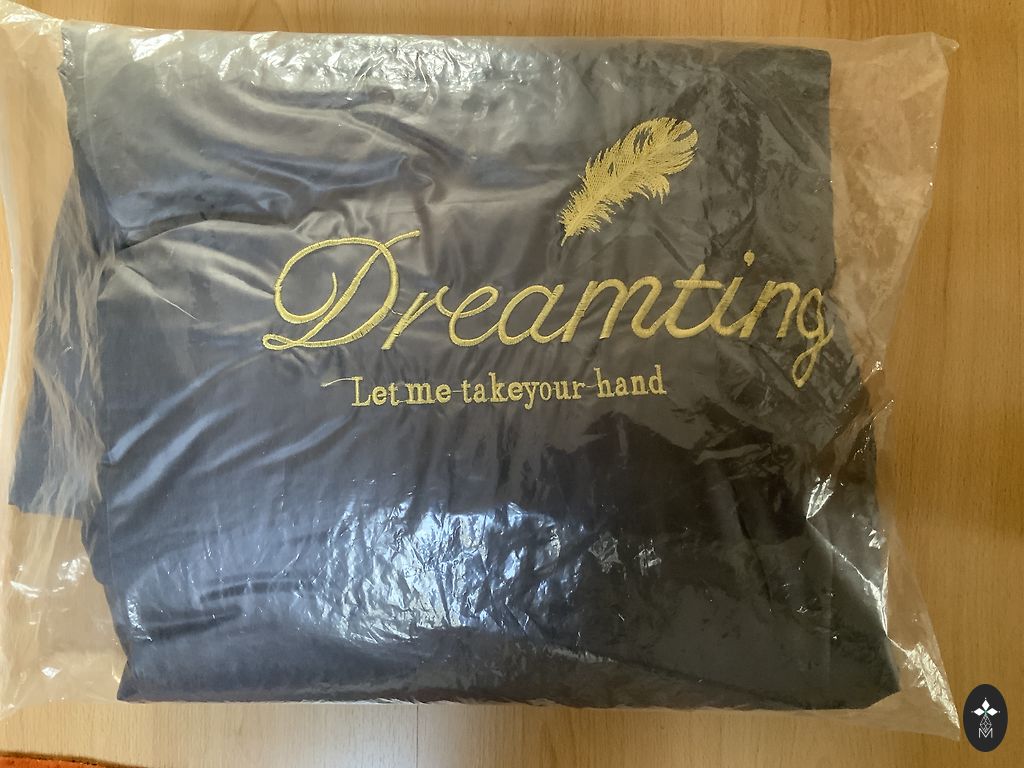 Dreamting
Let me takeyour hand
M